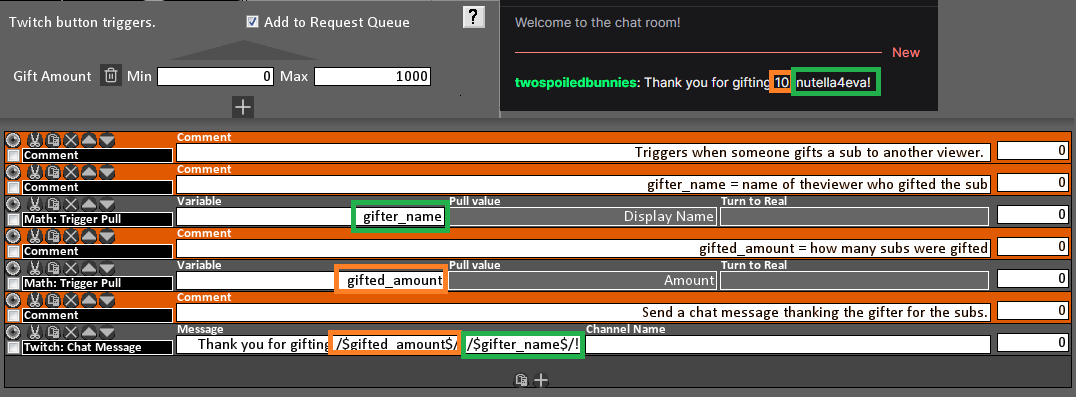 Twitch button triggers.
Add to Request Queue
?
Gift Amount Min 0 Max 1000
Welcome to the chat room!
New
twospoiledbunnies: Thank you for gifting 10 nutella4eva!
Comment
Comment Triggers when someone gifts a sub to another viewer. 0
Comment
Comment gifter_name = name of theviewer who gifted the sub 0
Variable Pull value Turn to Real
Math: Trigger Pull gifter_name Display Name 0
Comment
Comment gifted_amount = how many subs were gifted 0
Variable Pull value Turn to Real
Math: Trigger Pull gifted_amount Amount 0
Comment
Comment Send a chat message thanking the gifter for the subs. 0
Message Channel Name
Twitch: Chat Message Thank you for gifting /$gifted_amount$/ /$gifter_name$/! 0